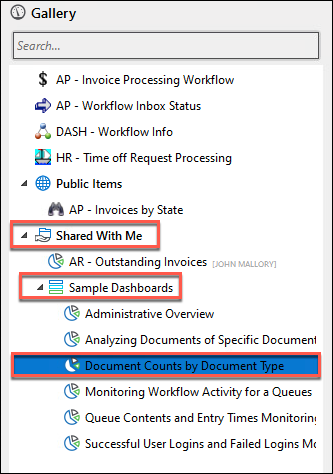 Gallery
Search...
AP - Invoice Processing Workflow
AP - Workflow Inbox Status
DASH - Workflow Info
HR - Time off Request Processing
Public Items
AP - Invoices by State
Shared With Me
AR - Outstanding Invoices [JOHN MALLORY]
Sample Dashboards
Administrative Overview
Analyzing Documents of Specific Documen
Document Counts by Document Type
Monitoring Workflow Activity for a Queues
Queue Contents and Entry Times Monitoring
Successful User Logins and Failed Logins Mo